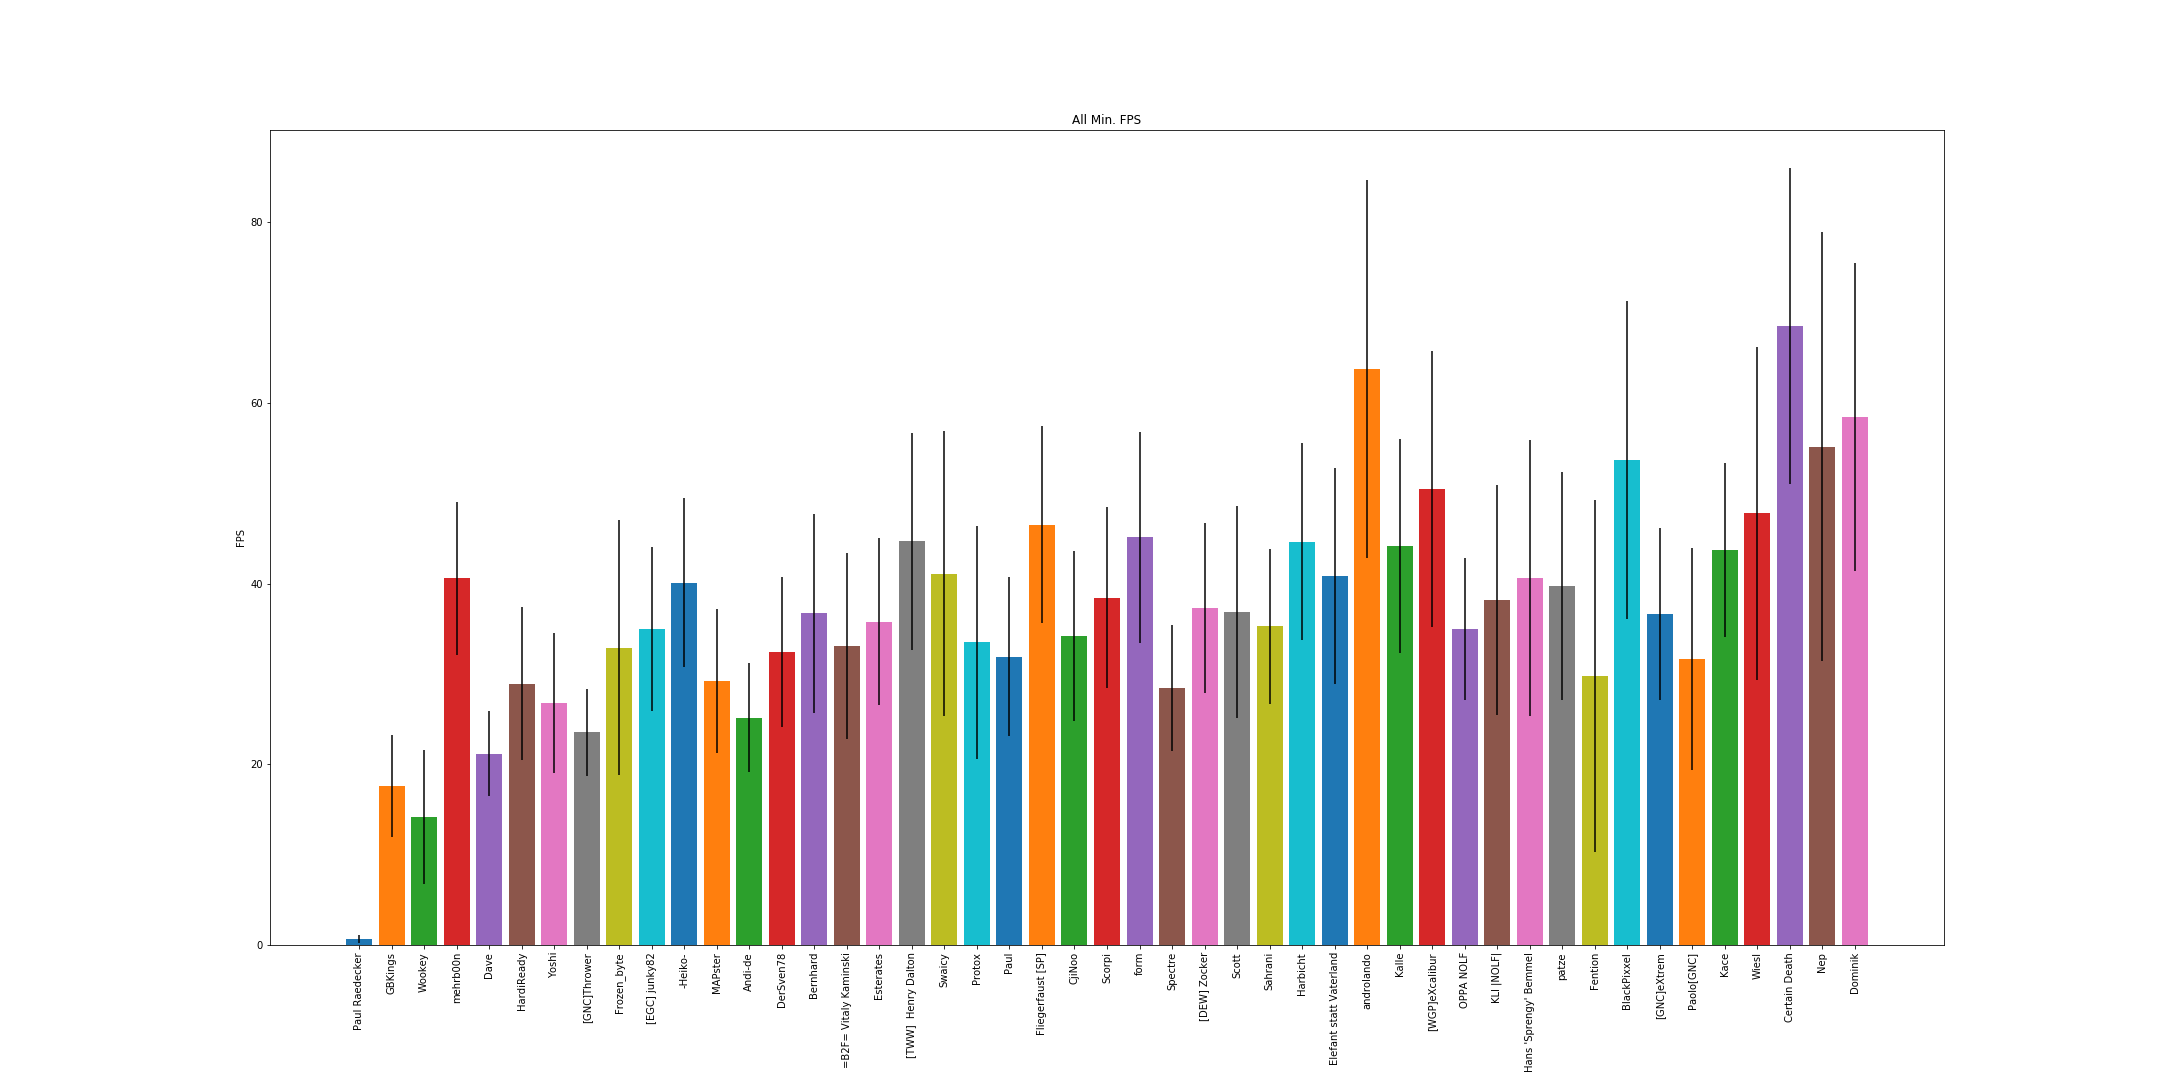 All Min. FPS
80
60
40
20
0
FPS
Paul Raedecker
GBKings
Wookey
mehrb00n
Dave
HardiReady
Yoshi
[GNC]Thrower
Frozen_byte
[EGC] junky82
-Heiko-
MAPster
Andi-de
DerSven78
Bernhard
=B2F= Vitaly Kaminski
Esterates
[TWW]  Henry Dalton
Swaicy
Protox
Paul
Fliegerfaust [SP]
CjiNoo
Scorpi
form
Spectre
[DEW] Zocker
Scott
Sahrani
Harbicht
Elefant statt Vaterland
androlando
Kalle
[WGP]eXcalibur
OPPA NOLF
KLI |NOLF|
Hans 'Sprengy' Bemmel
patze
Fention
BlackPixxel
[GNC]eXtrem
Paolo[GNC]
Kace
Wiesl
Certain Death
Nep
Dominik